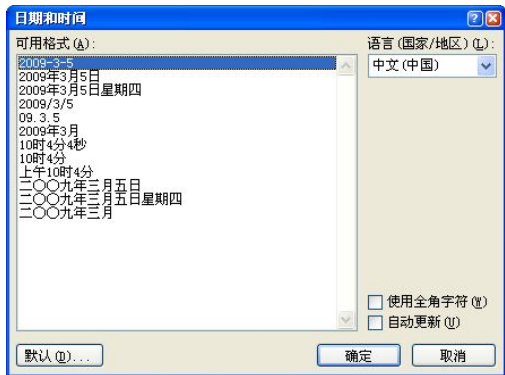 日期和时间
可用格式(A):
语言(国家/地区)(L):
2009-3-5
中文(中国)
2009年3月5日
2009年3月5日星期四
2009/3/5
09.3.5
2009年3月
10时4分4秒
10时4分
上午10时4分
二〇〇九年三月五日
二〇〇九年三月五日星期四
二〇〇九年三月
使用全角字符(W)
自动更新(U)
默认(D)...
确定
取消